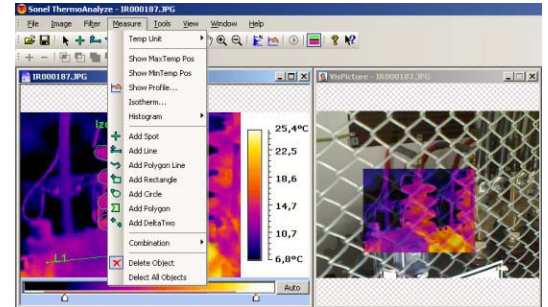 Sonel ThermoAnalyze - IR000187.JPG
File Image Filter Measure Tools View Window Help
Temp Unit
Show MaxTemp Pos
Show MinTemp Pos
Show Profile...
Isotherm...
Histogram
Add Spot
Add Line
Add Polygon Line
Add Rectangle
Add Circle
Add Polygon
Add DeltaTwo
Combination
Delete Object
Delect All Objects
IR000187.JPG
L1
25,4ºC
22,5
18,6
14,7
10,7
6,8ºC
Auto
VisPicture - IR000187.JPG